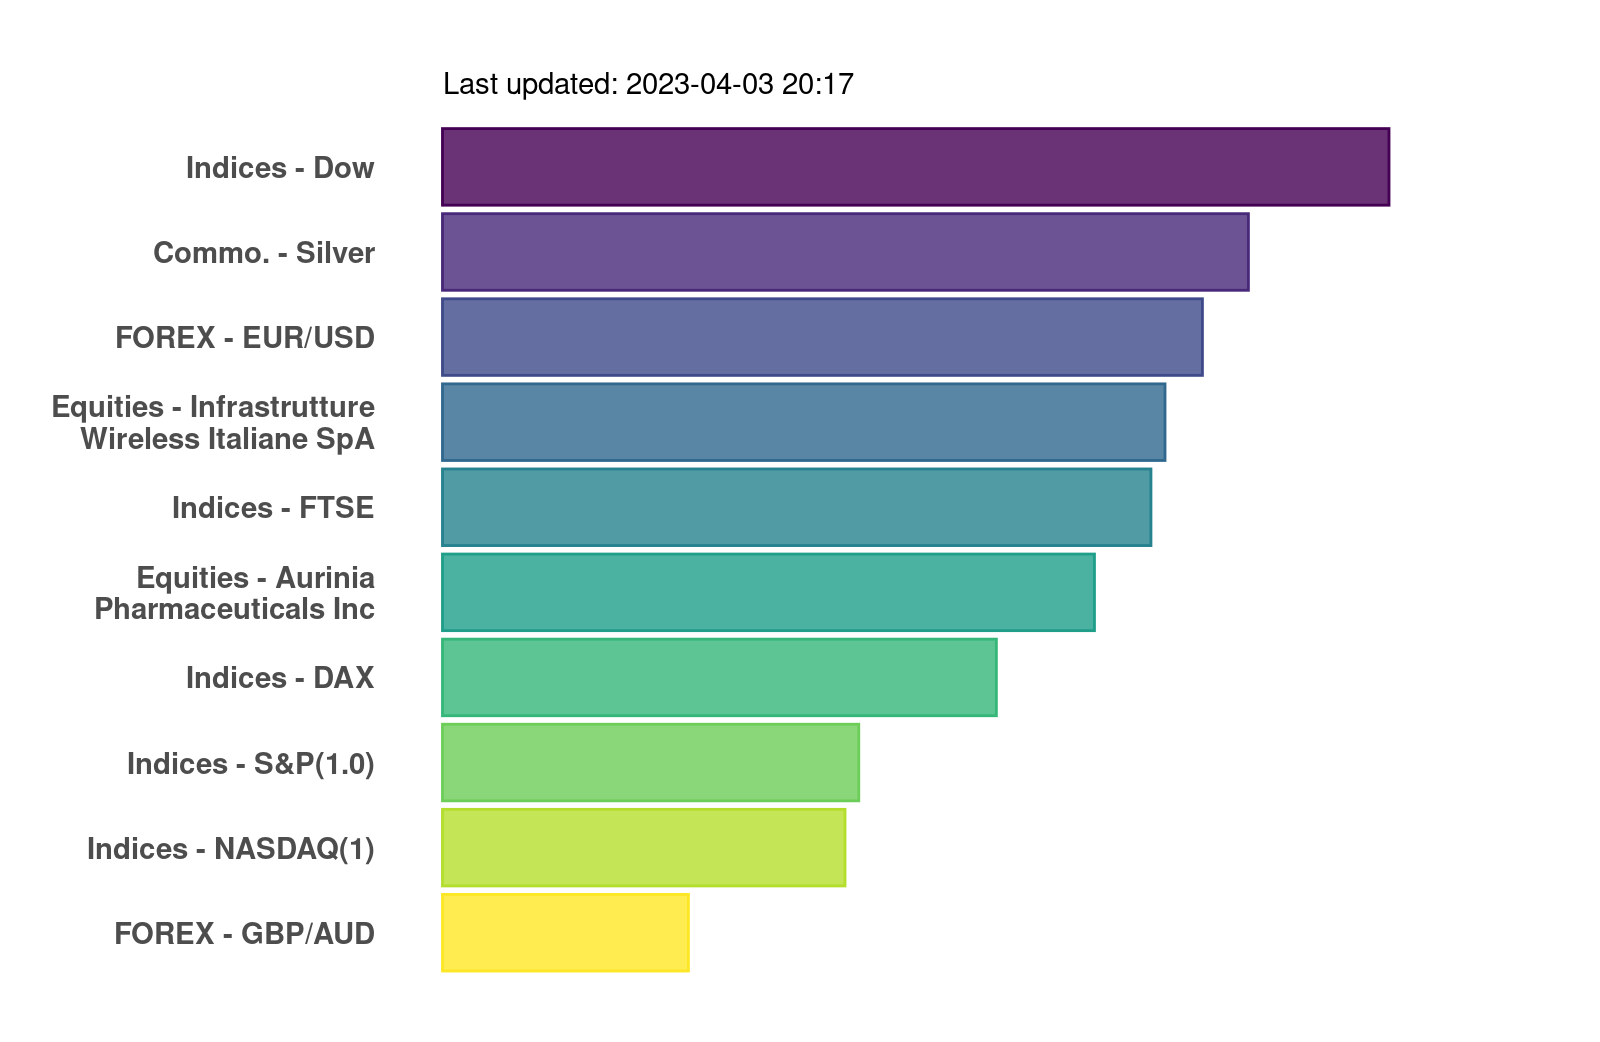 Last updated: 2023-04-03 20:17
Indices - Dow
Commo. - Silver
FOREX - EUR/USD
Equities - Infrastrutture
Wireless Italiane SpA
Indices - FTSE
Equities - Aurinia
Pharmaceuticals Inc
Indices - DAX
Indices - S&P(1.0)
Indices - NASDAQ(1)
FOREX - GBP/AUD